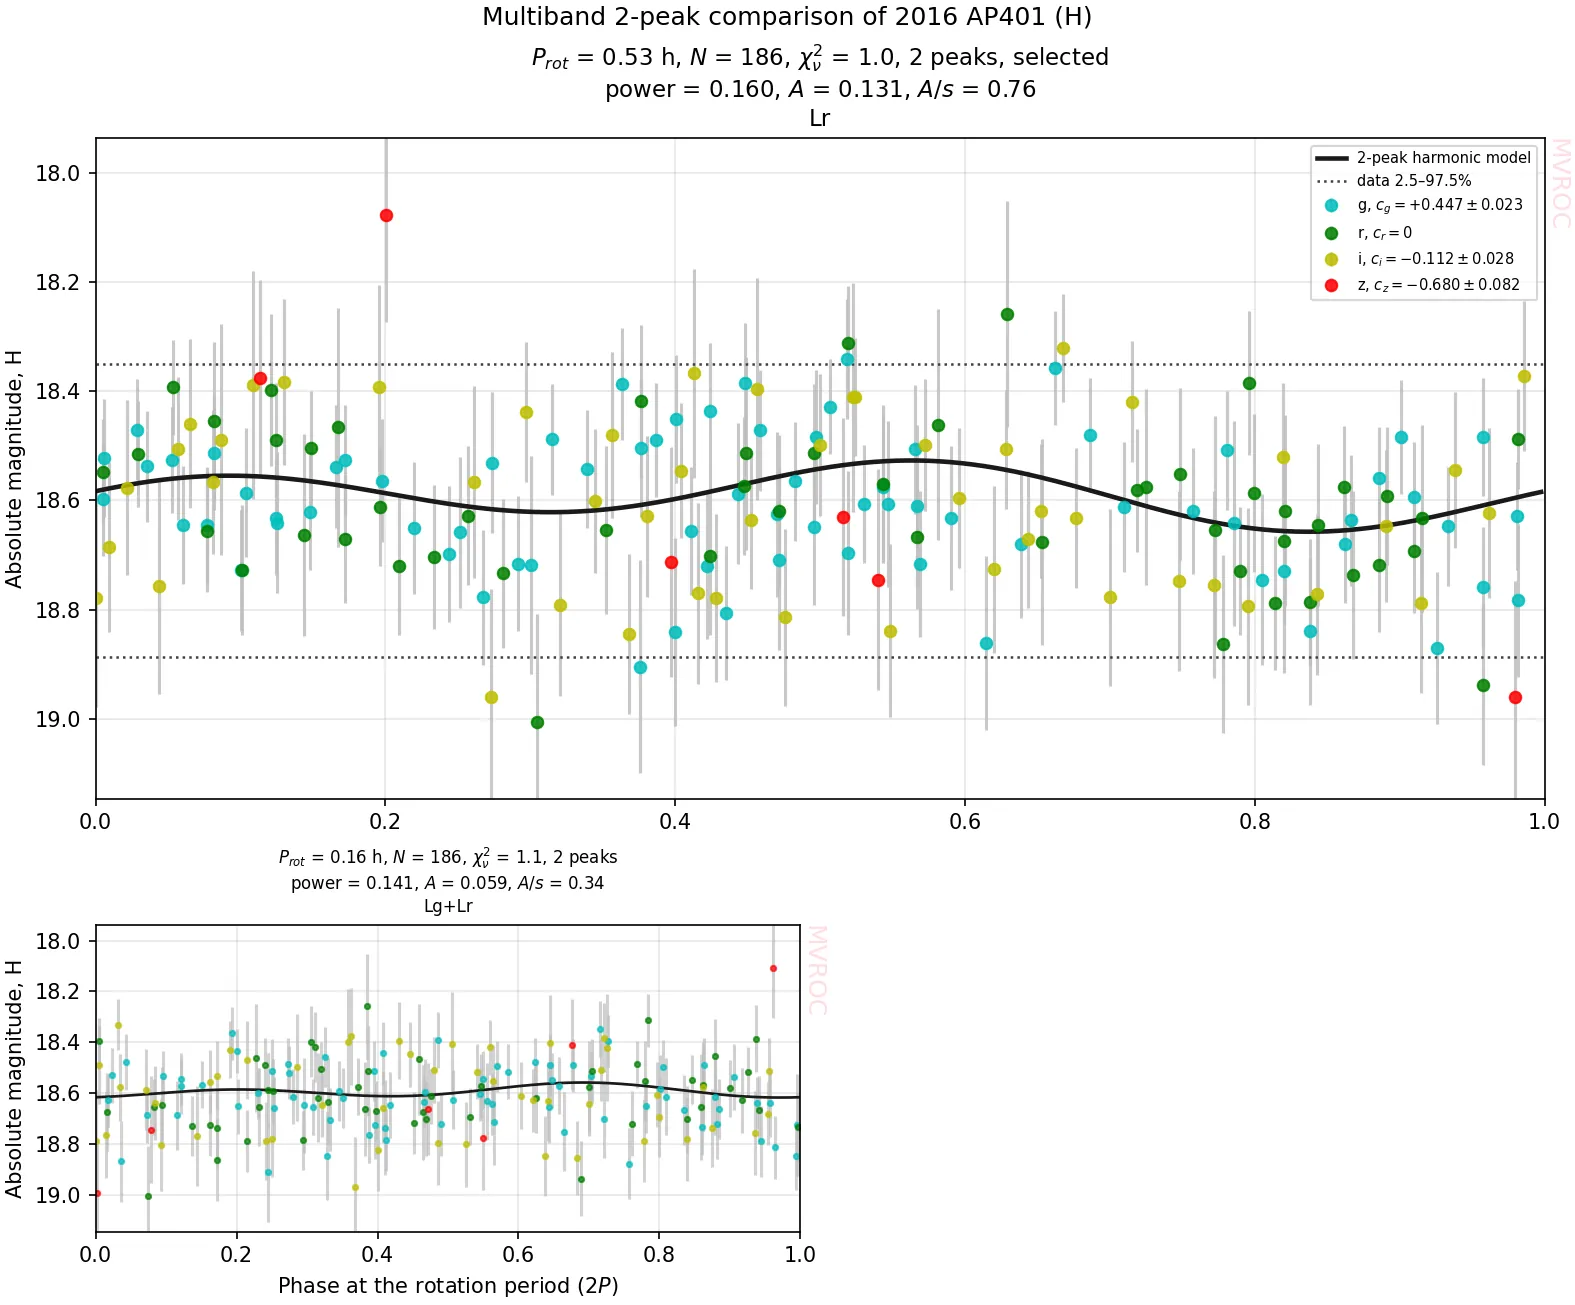 Multiband 2-peak comparison of 2016 AP401 (H)
P_rot = 0.53 h, N = 186, χ²_ν = 1.0, 2 peaks, selected
power = 0.160, A = 0.131, A/s = 0.76
Lr
Absolute magnitude, H
18.0
18.2
18.4
18.6
18.8
19.0
0.0 0.2 0.4 0.6 0.8 1.0
2-peak harmonic model
data 2.5–97.5%
g, c_g = +0.447 ± 0.023
r, c_r = 0
i, c_i = −0.112 ± 0.028
z, c_z = −0.680 ± 0.082
MVROC
P_rot = 0.16 h, N = 186, χ²_ν = 1.1, 2 peaks
power = 0.141, A = 0.059, A/s = 0.34
Lg+Lr
Absolute magnitude, H
18.0
18.2
18.4
18.6
18.8
19.0
0.0 0.2 0.4 0.6 0.8 1.0
Phase at the rotation period (2P)
MVROC